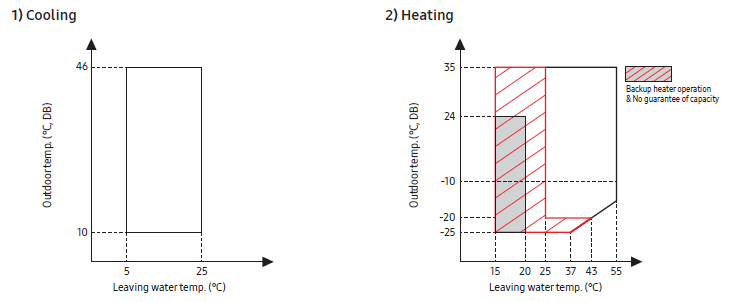 1) Cooling
46
10
5 25
Outdoor temp. (°C, DB)
Leaving water temp. (°C)
2) Heating
35
24
-10
-20
-25
15 20 25 37 43 55
Outdoor temp. (°C, DB)
Leaving water temp. (°C)
Backup heater operation
& No guarantee of capacity